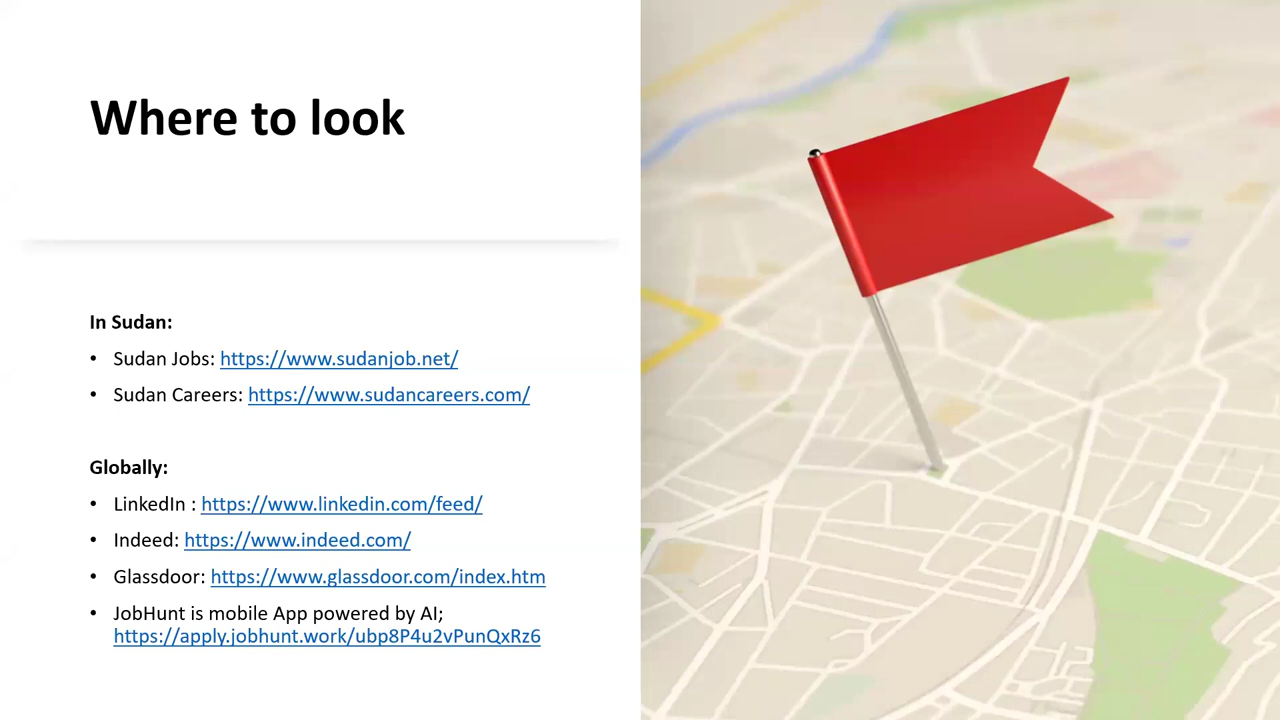 Where to look
In Sudan:
• Sudan Jobs: https://www.sudanjob.net/
• Sudan Careers: https://www.sudancareers.com/
Globally:
• LinkedIn : https://www.linkedin.com/feed/
• Indeed: https://www.indeed.com/
• Glassdoor: https://www.glassdoor.com/index.htm
• JobHunt is mobile App powered by AI;
https://apply.jobhunt.work/ubp8P4u2vPunQxRz6